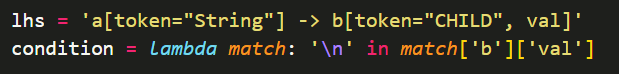 lhs = 'a[token="String"] -> b[token="CHILD", val]'
condition = lambda match: '\n' in match['b']['val']